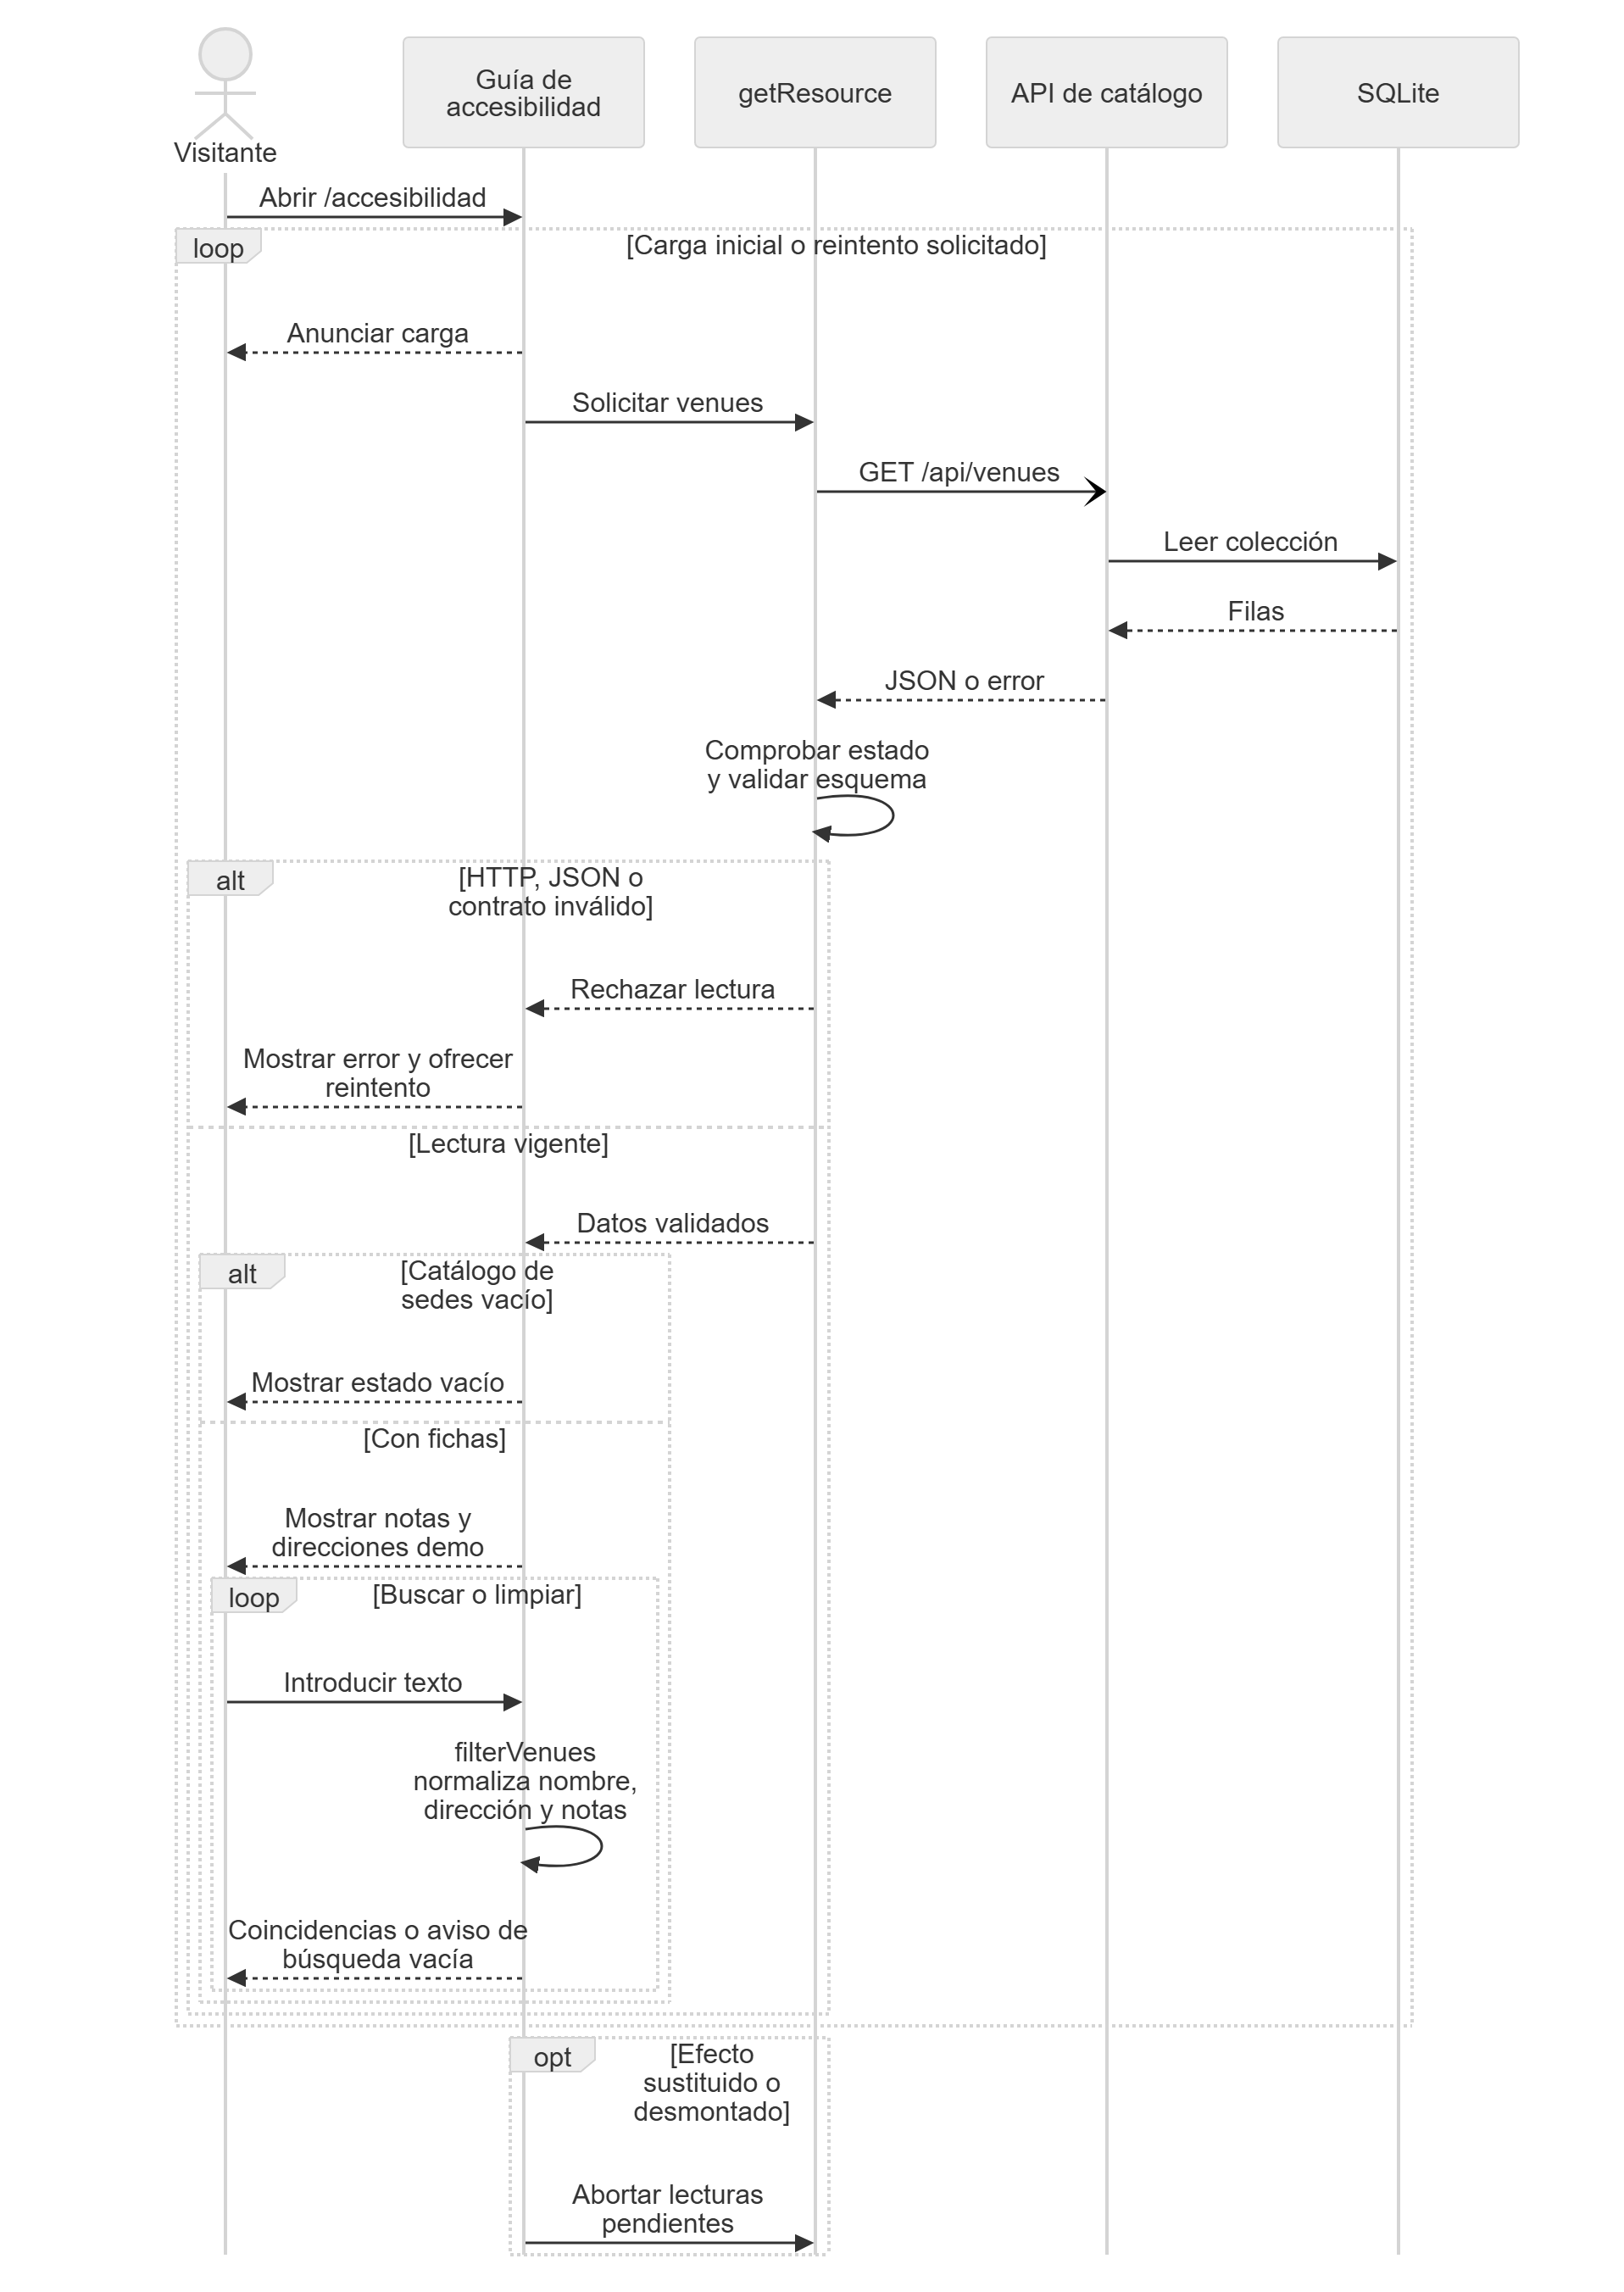 Visitante
Guía de
accesibilidad
getResource
API de catálogo
SQLite
Abrir /accesibilidad
loop
[Carga inicial o reintento solicitado]
Anunciar carga
Solicitar venues
GET /api/venues
Leer colección
Filas
JSON o error
Comprobar estado
y validar esquema
alt
[HTTP, JSON o
contrato inválido]
Rechazar lectura
Mostrar error y ofrecer
reintento
[Lectura vigente]
Datos validados
alt
[Catálogo de
sedes vacío]
Mostrar estado vacío
[Con fichas]
Mostrar notas y
direcciones demo
loop
[Buscar o limpiar]
Introducir texto
filterVenues
normaliza nombre,
dirección y notas
Coincidencias o aviso de
búsqueda vacía
opt
[Efecto
sustituido o
desmontado]
Abortar lecturas
pendientes